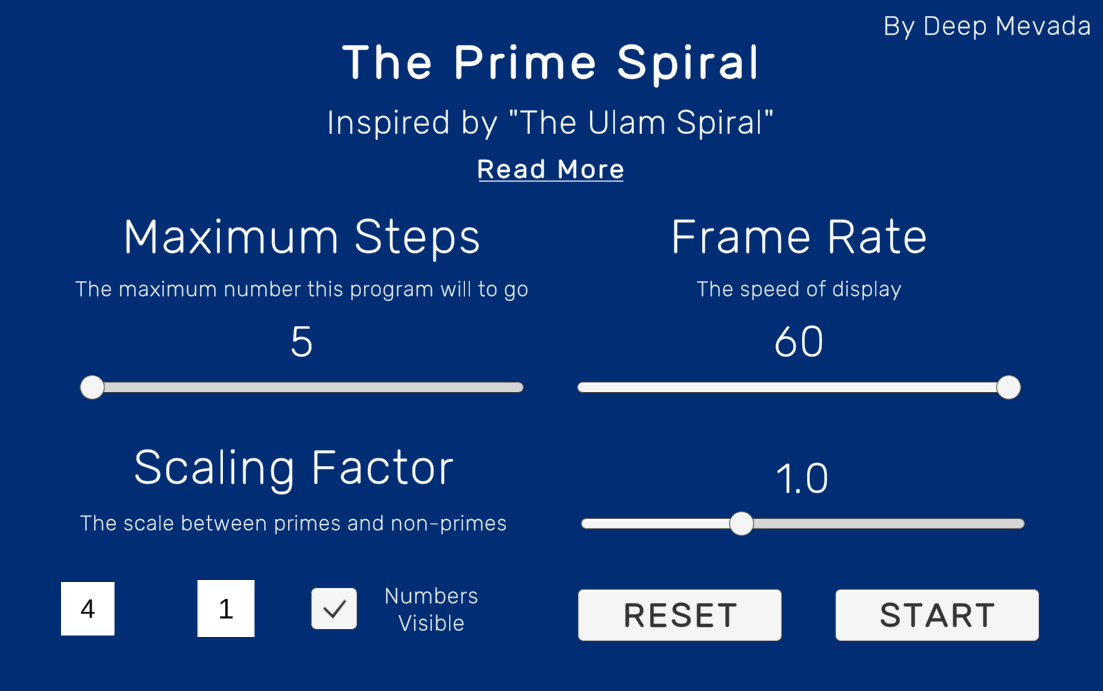 By Deep Mevada
The Prime Spiral
Inspired by "The Ulam Spiral"
Read More
Maximum Steps
The maximum number this program will to go
5
Frame Rate
The speed of display
60
Scaling Factor
The scale between primes and non-primes
1.0
4
1
Numbers
Visible
RESET
START